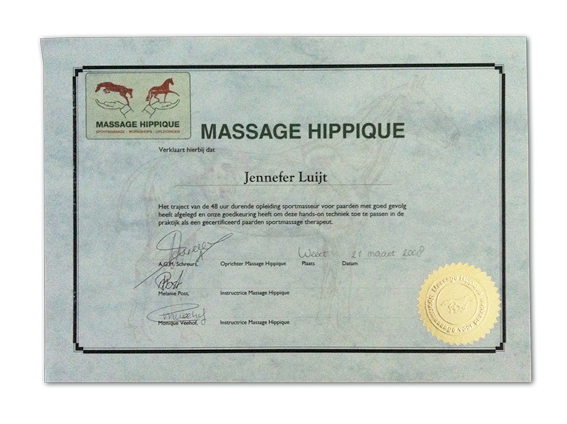 MASSAGE HIPPIQUE
MASSAGE HIPPIQUE
Verklaart hierbij dat
Jennefer Luijt
Het traject van de 48 uur durende opleiding sportmasseur voor paarden met goed gevolg
heeft afgelegd en onze goedkeuring heeft om deze hands-on techniek toe te passen in de
praktijk als een gecertificeerd paarden sportmassage therapeut.
Weert 21 maart 2008
A.G.M. Schreurs, Oprichter Massage Hippique Plaats Datum
Melanie Post, Instructrice Massage Hippique
Monique Veehof, Instructrice Massage Hippique
Massage Hippique